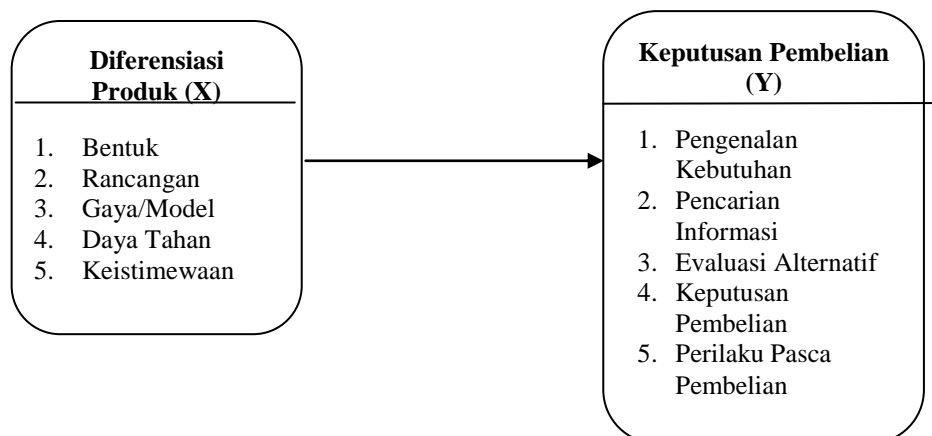 Diferensiasi
Produk (X)
1. Bentuk
2. Rancangan
3. Gaya/Model
4. Daya Tahan
5. Keistimewaan
Keputusan Pembelian
(Y)
1. Pengenalan
Kebutuhan
2. Pencarian
Informasi
3. Evaluasi Alternatif
4. Keputusan
Pembelian
5. Perilaku Pasca
Pembelian